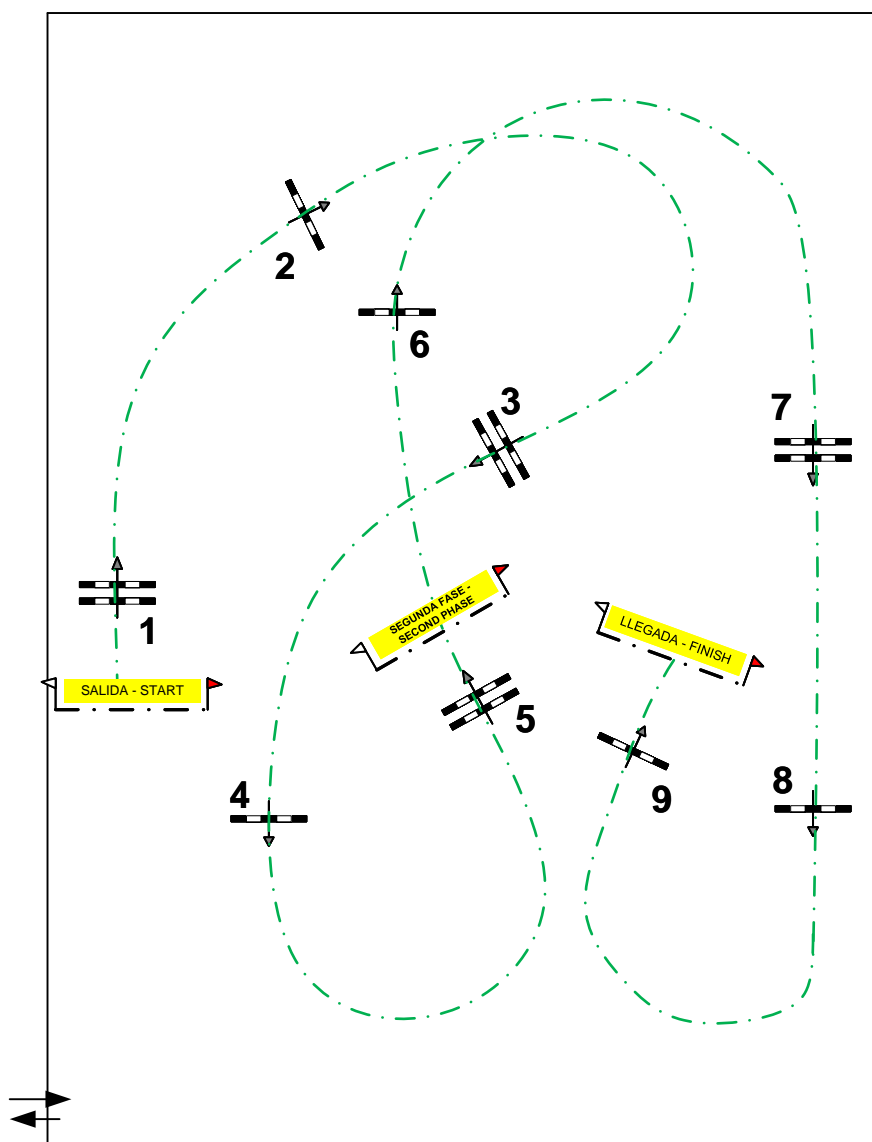 2
6
3
7
SEGUNDA FASE -
SECOND PHASE
1
LLEGADA - FINISH
SALIDA - START
5
4
8
9